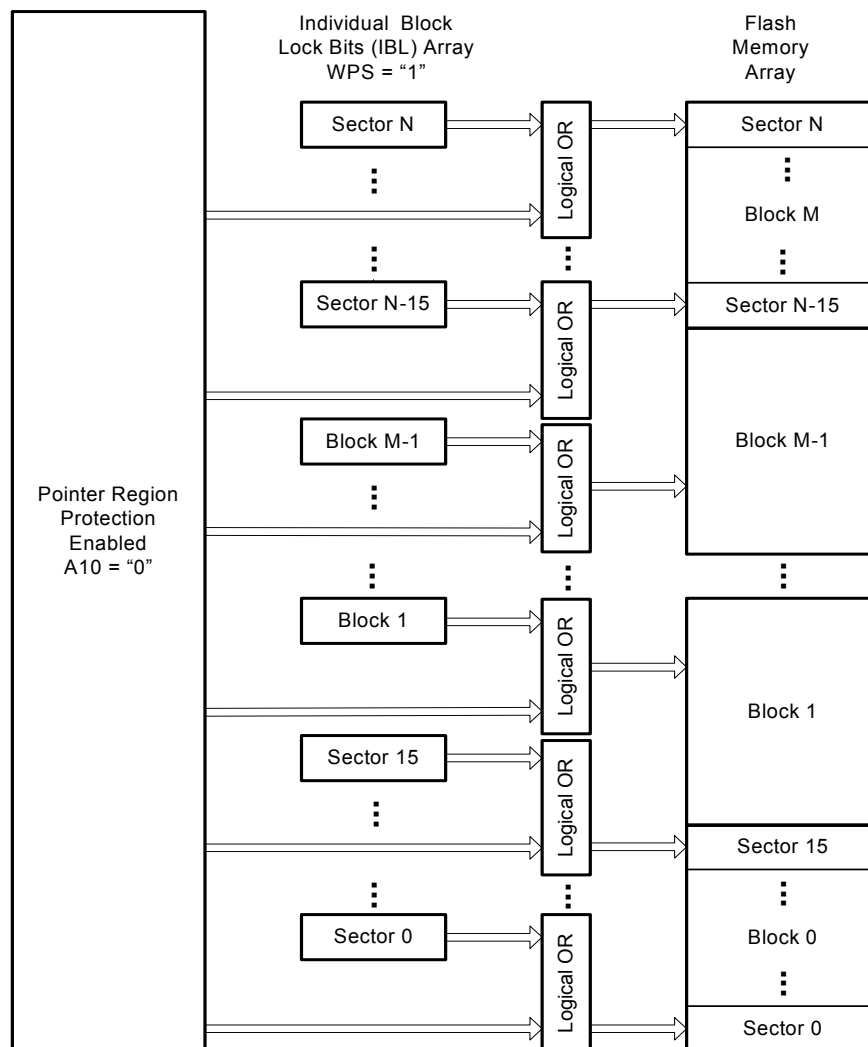 Individual Block
Lock Bits (IBL) Array
WPS = “1”
Flash
Memory
Array
Sector N
Logical OR
Sector N
Block M
Sector N-15
Logical OR
Sector N-15
Block M-1
Logical OR
Block M-1
Pointer Region
Protection
Enabled
A10 = “0”
Block 1
Logical OR
Block 1
Sector 15
Logical OR
Sector 15
Sector 0
Logical OR
Block 0
Sector 0